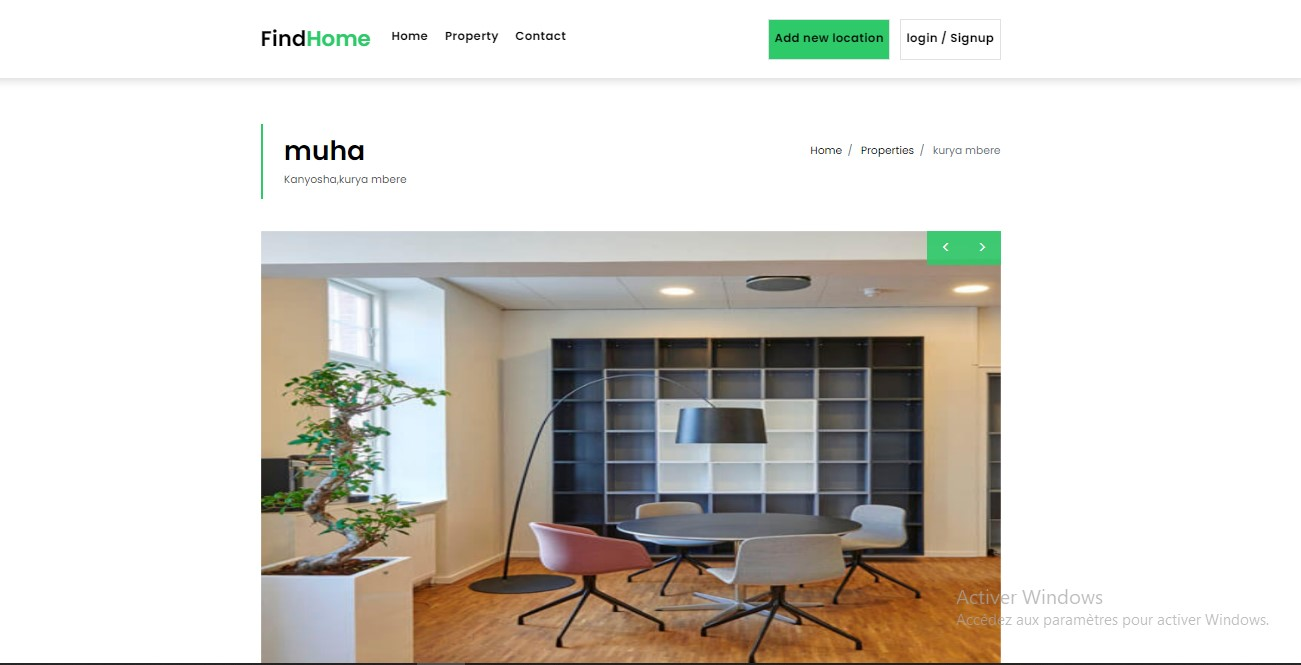 FindHome Home Property Contact Add new location login / Signup
muha
Home / Properties / kurya mbere
Kanyosha,kurya mbere
Activer Windows
Accédez aux paramètres pour activer Windows.